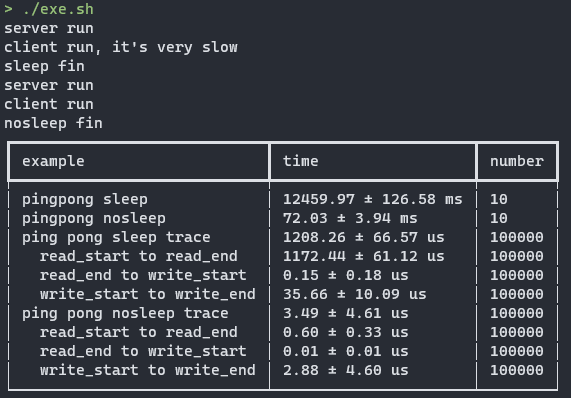 > ./exe.sh
server run
client run, it's very slow
sleep fin
server run
client run
nosleep fin
example time number
pingpong sleep 12459.97 ± 126.58 ms 10
pingpong nosleep 72.03 ± 3.94 ms 10
ping pong sleep trace 1208.26 ± 66.57 us 100000
read_start to read_end 1172.44 ± 61.12 us 100000
read_end to write_start 0.15 ± 0.18 us 100000
write_start to write_end 35.66 ± 10.09 us 100000
ping pong nosleep trace 3.49 ± 4.61 us 100000
read_start to read_end 0.60 ± 0.33 us 100000
read_end to write_start 0.01 ± 0.01 us 100000
write_start to write_end 2.88 ± 4.60 us 100000